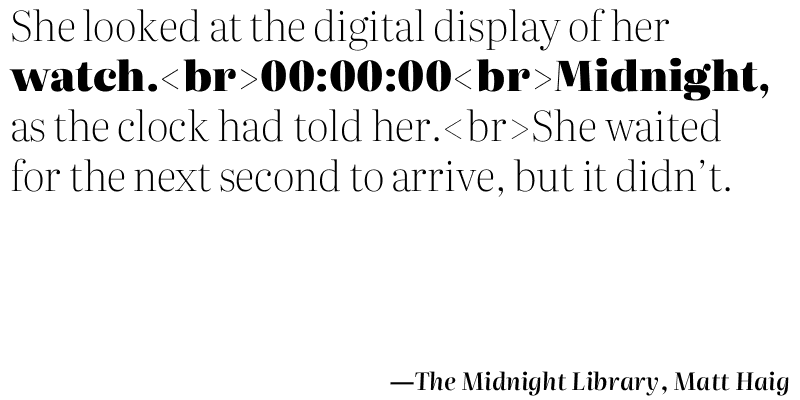 She looked at the digital display of her
watch.<br>00:00:00<br>Midnight,
as the clock had told her.<br>She waited
for the next second to arrive, but it didn’t.
—The Midnight Library, Matt Haig